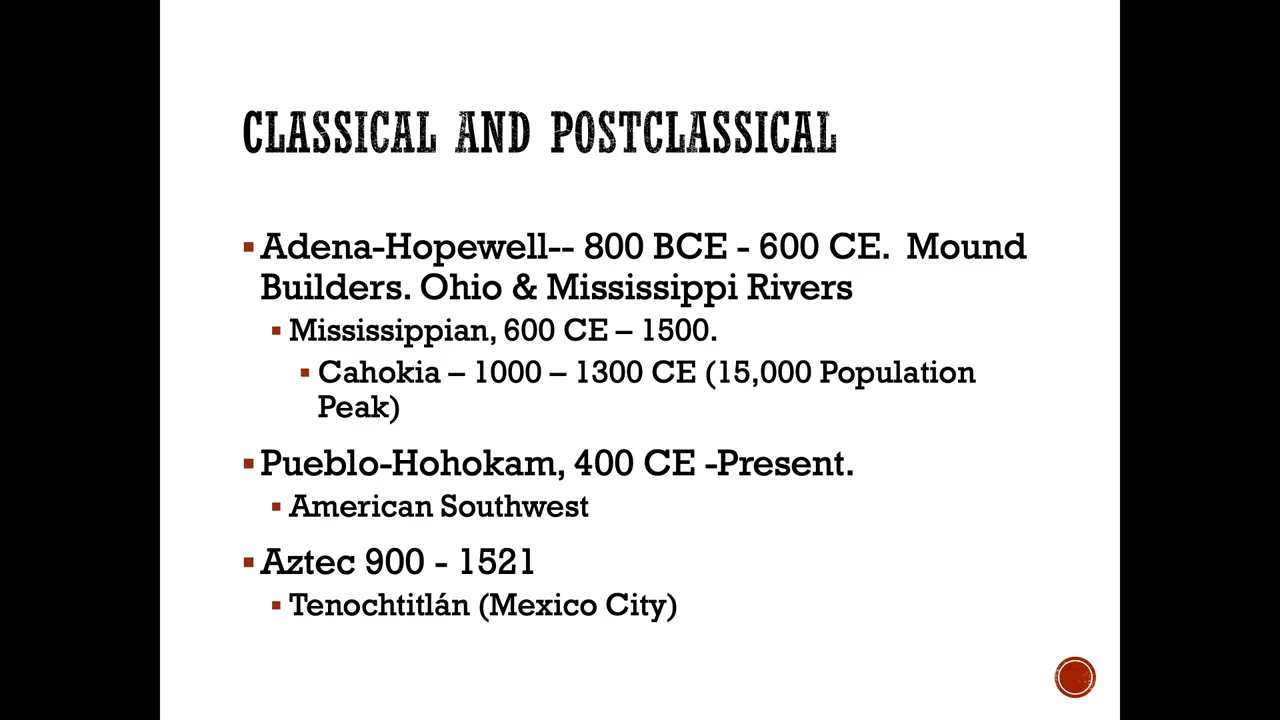 CLASSICAL AND POSTCLASSICAL
▪Adena-Hopewell-- 800 BCE - 600 CE.  Mound
Builders. Ohio & Mississippi Rivers
▪Mississippian, 600 CE – 1500.
▪Cahokia – 1000 – 1300 CE (15,000 Population
Peak)
▪Pueblo-Hohokam, 400 CE -Present.
▪American Southwest
▪Aztec 900 - 1521
▪Tenochtitlán (Mexico City)